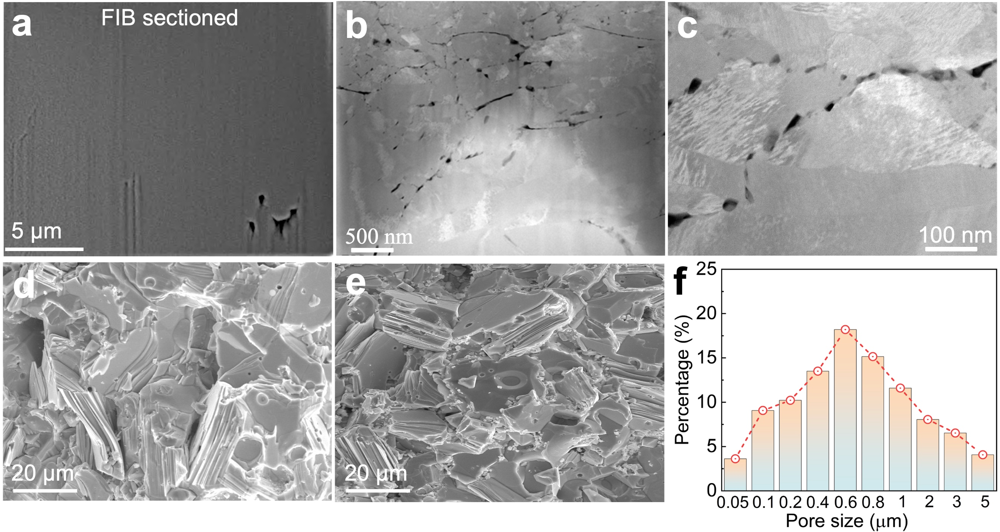 a
FIB sectioned
5 μm
b
500 nm
c
100 nm
d
20 μm
e
20 μm
f
Percentage (%)
25
20
15
10
5
0
0.05 0.1 0.2 0.4 0.6 0.8 1 2 3 5
Pore size (μm)